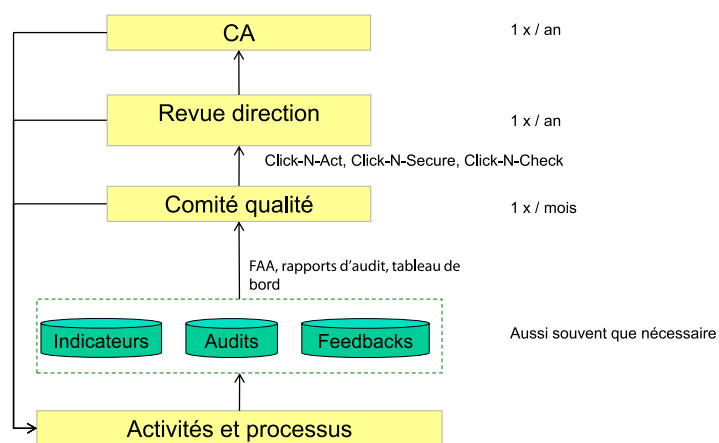 CA
1 x / an
Revue direction
1 x / an
Click-N-Act, Click-N-Secure, Click-N-Check
Comité qualité
1 x / mois
FAA, rapports d’audit, tableau de
bord
Indicateurs
Audits
Feedbacks
Aussi souvent que nécessaire
Activités et processus